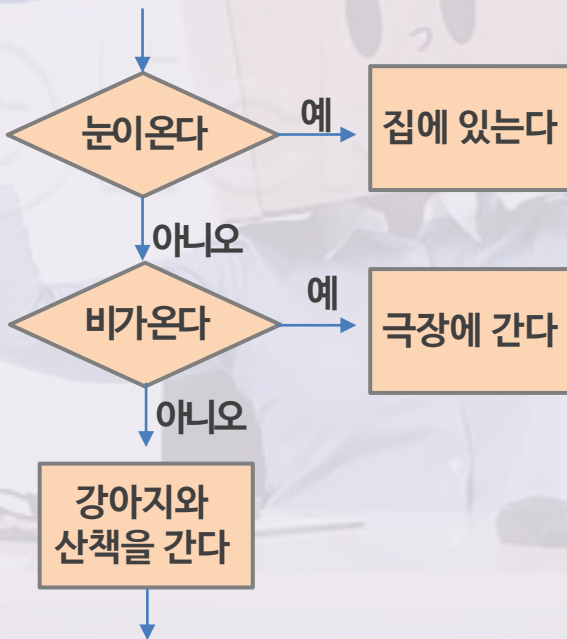 눈이온다
예
집에 있는다
아니오
비가온다
예
극장에 간다
아니오
강아지와
산책을 간다